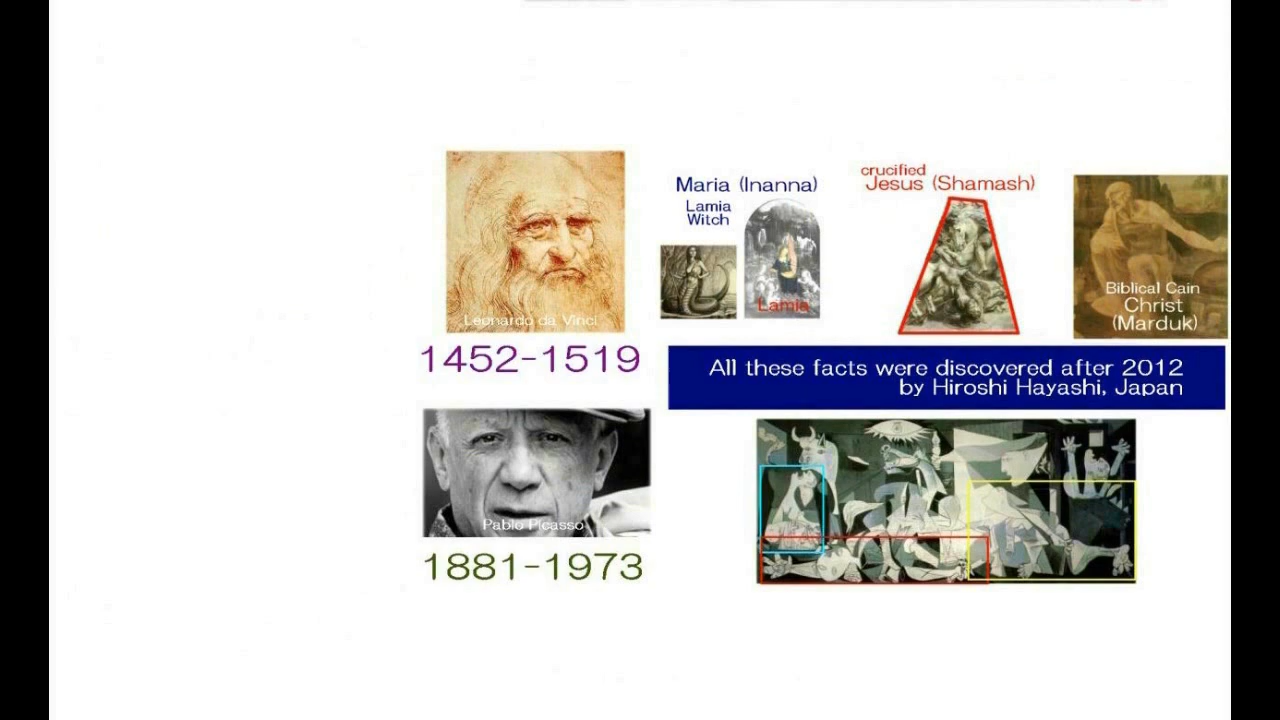 Leonardo da Vinci
1452-1519
Maria (Inanna)
Lamia
Witch
Lamia
crucified
Jesus (Shamash)
Biblical Cain
Christ
(Marduk)
All these facts were discovered after 2012
by Hiroshi Hayashi, Japan
Pablo Picasso
1881-1973